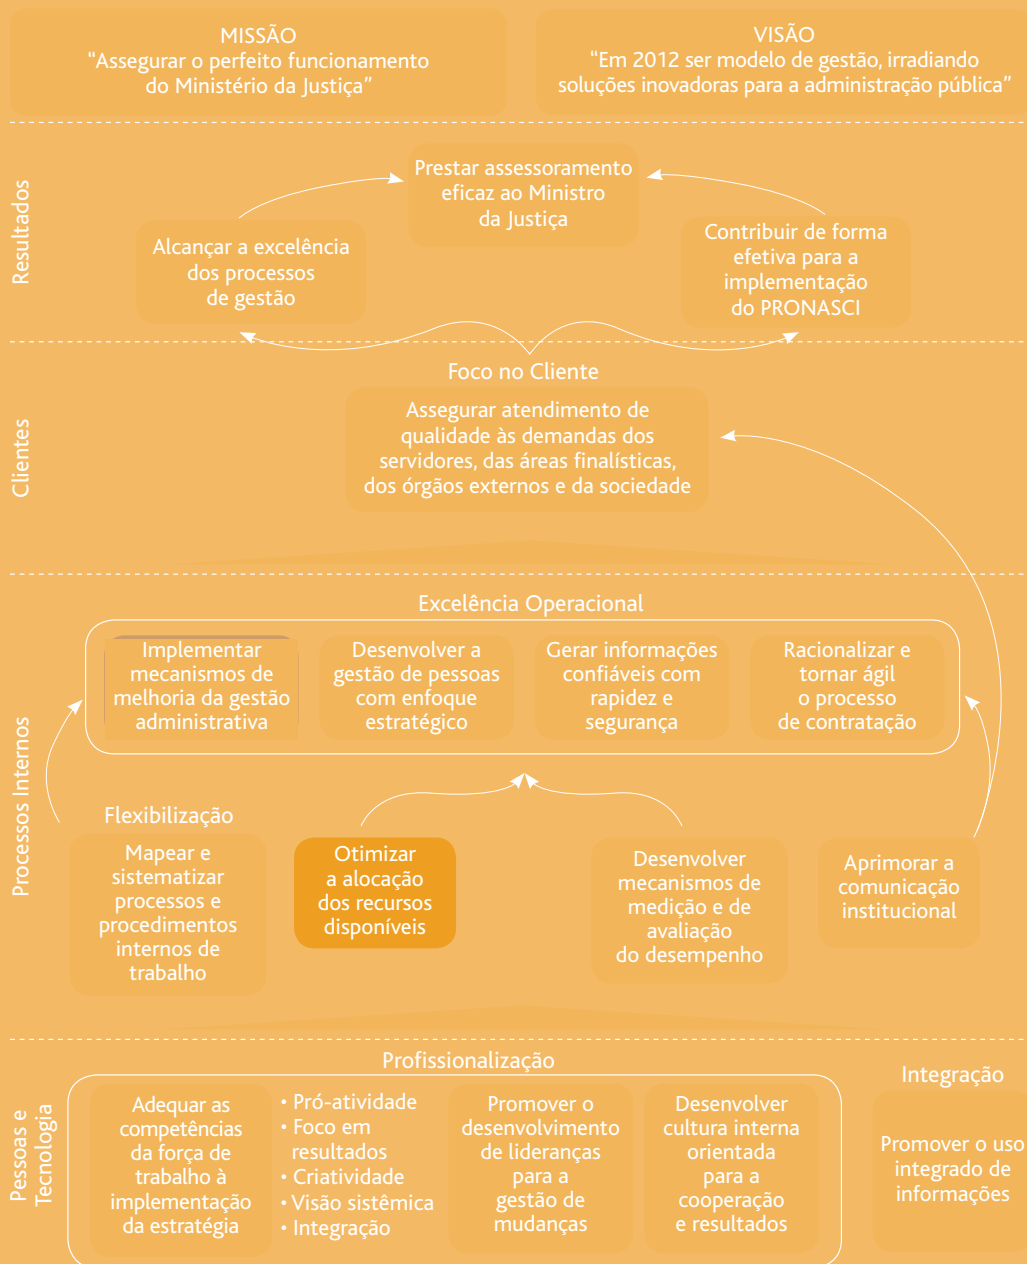 MISSÃO
“Assegurar o perfeito funcionamento
do Ministério da Justiça”
VISÃO
“Em 2012 ser modelo de gestão, irradiando
soluções inovadoras para a administração pública”
Resultados
Prestar assessoramento
eficaz ao Ministro
da Justiça
Alcançar a excelência
dos processos
de gestão
Contribuir de forma
efetiva para a
implementação
do PRONASCI
Clientes
Foco no Cliente
Assegurar atendimento de
qualidade às demandas dos
servidores, das áreas finalísticas,
dos órgãos externos e da sociedade
Processos Internos
Excelência Operacional
Implementar
mecanismos de
melhoria da gestão
administrativa
Desenvolver a
gestão de pessoas
com enfoque
estratégico
Gerar informações
confiáveis com
rapidez e
segurança
Racionalizar e
tornar ágil
o processo
de contratação
Flexibilização
Mapear e
sistematizar
processos e
procedimentos
internos de
trabalho
Otimizar
a alocação
dos recursos
disponíveis
Desenvolver
mecanismos de
medição e de
avaliação
do desempenho
Aprimorar a
comunicação
institucional
Pessoas e
Tecnologia
Profissionalização
Adequar as
competências
da força de
trabalho à
implementação
da estratégia
• Pró-atividade
• Foco em
resultados
• Criatividade
• Visão sistêmica
• Integração
Promover o
desenvolvimento
de lideranças
para a
gestão de
mudanças
Desenvolver
cultura interna
orientada
para a
cooperação
e resultados
Integração
Promover o uso
integrado de
informações